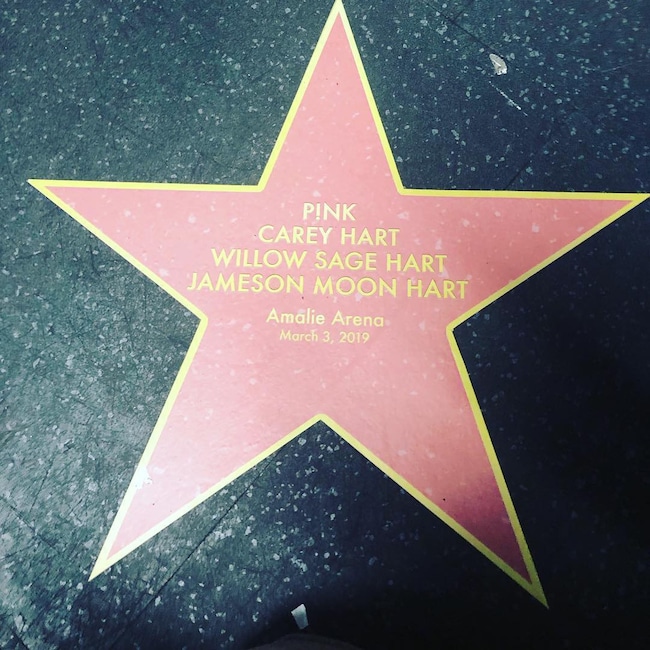 P!NK
CAREY HART
WILLOW SAGE HART
JAMESON MOON HART
Amalie Arena
March 3, 2019